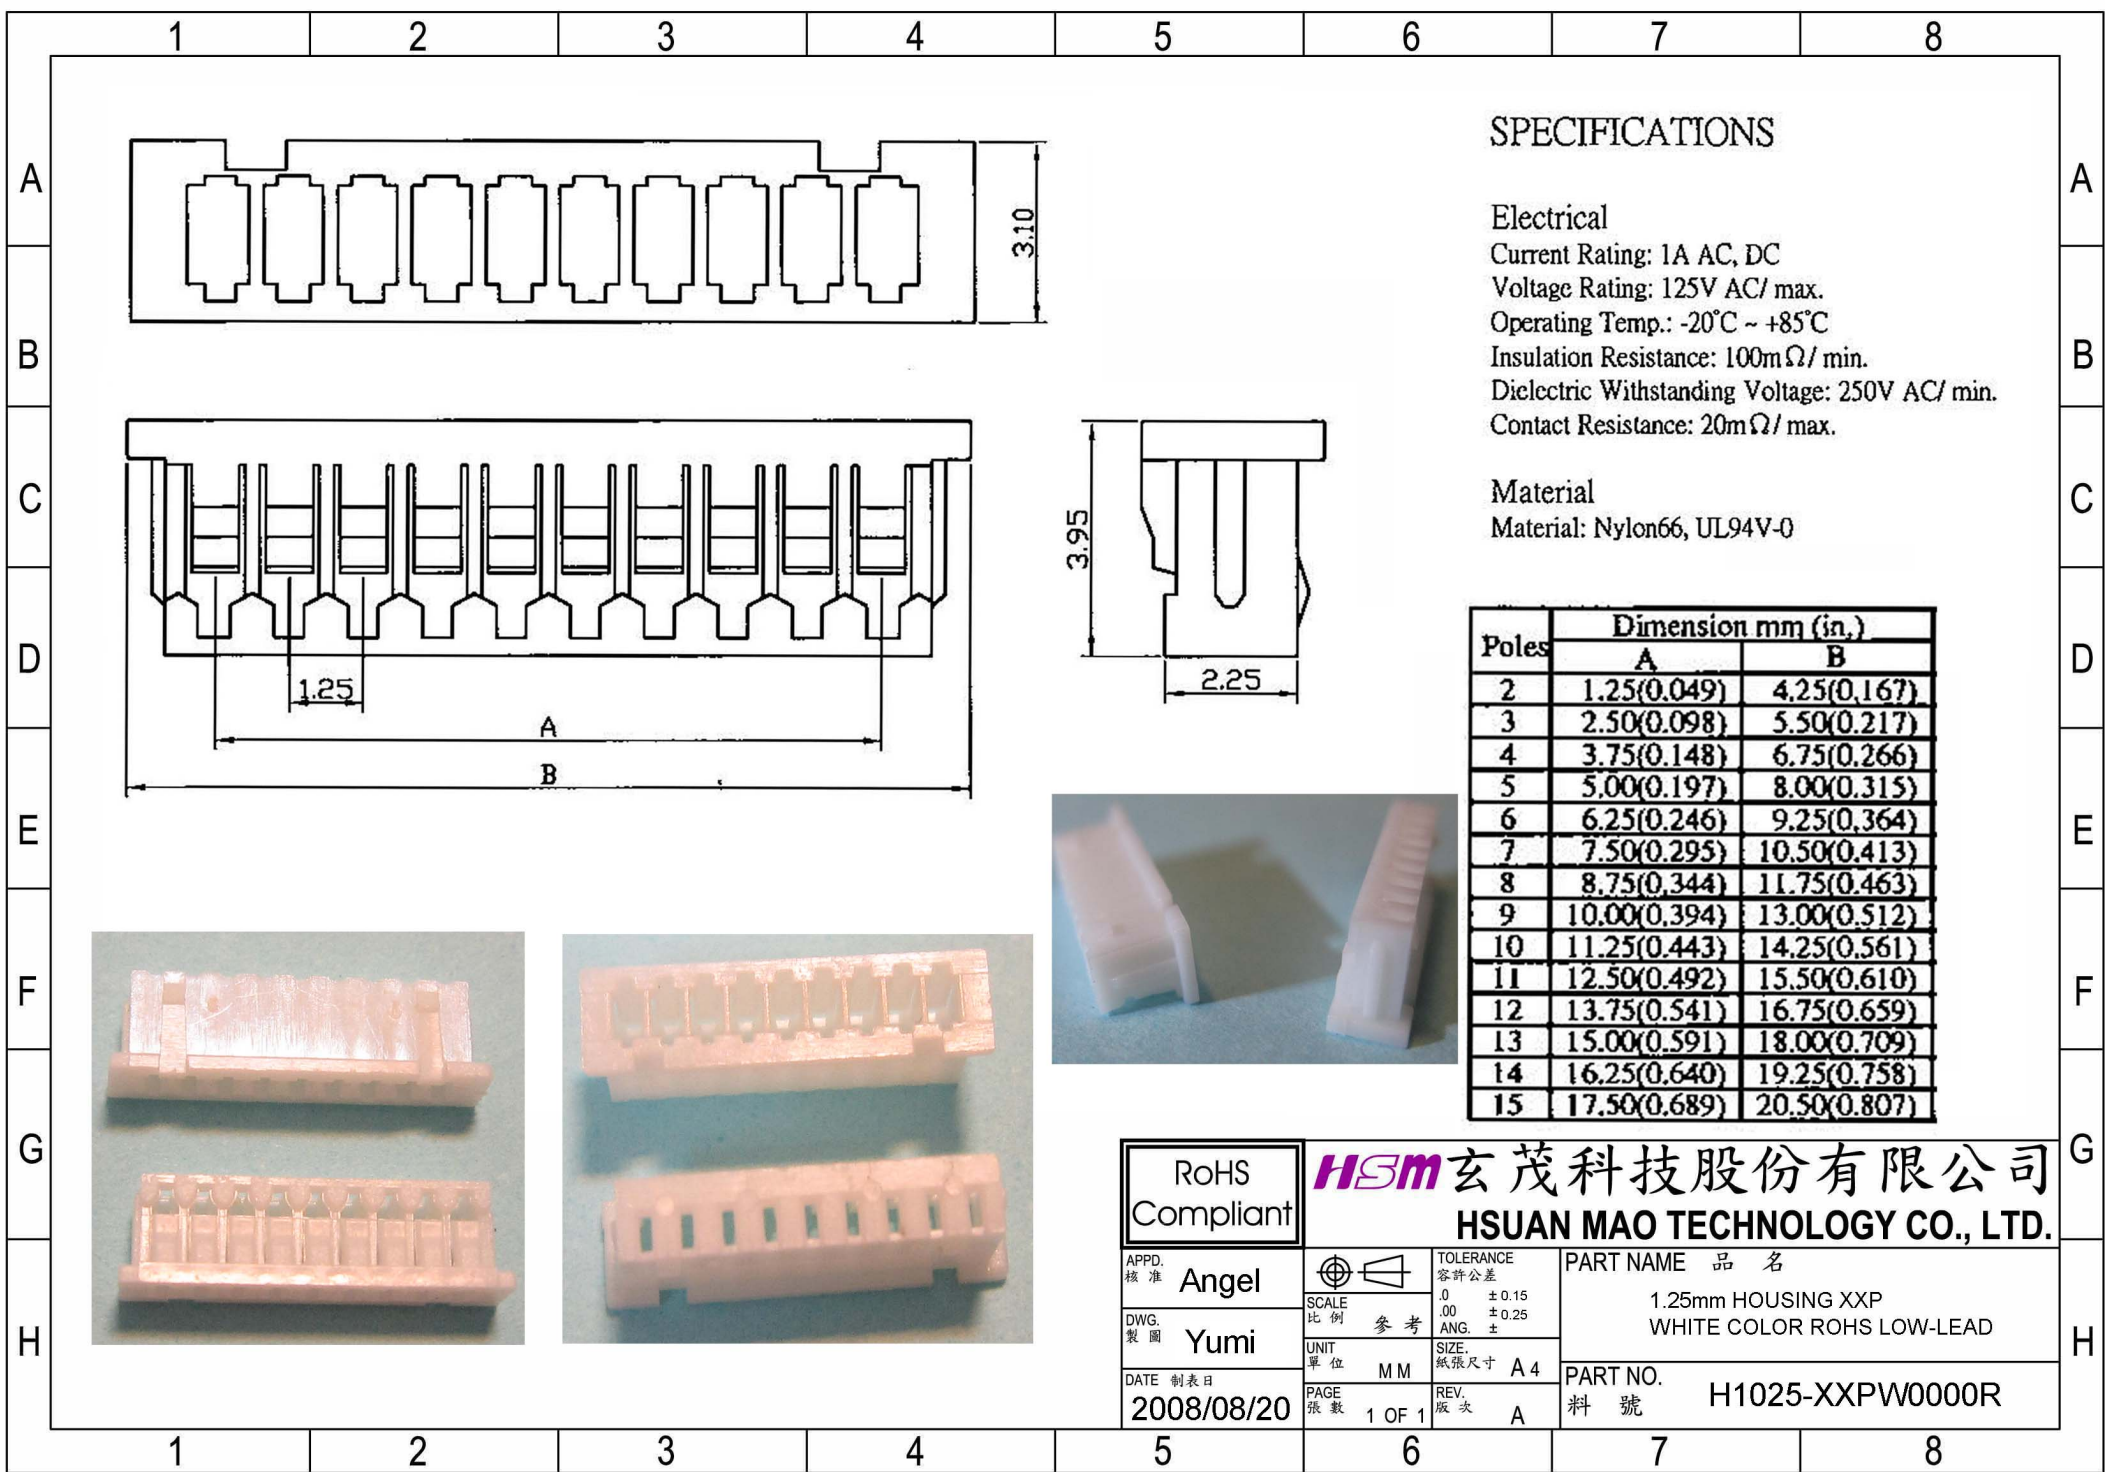 1 2 3 4 5 6 7 8
A A
B B
C C
D D
E E
F F
G G
H H
3.10
1.25
A
B
3.95
2.25
SPECIFICATIONS
Electrical
Current Rating: 1A AC, DC
Voltage Rating: 125V AC/ max.
Operating Temp.: -20°C ~ +85°C
Insulation Resistance: 100mΩ/ min.
Dielectric Withstanding Voltage: 250V AC/ min.
Contact Resistance: 20mΩ/ max.
Material
Material: Nylon66, UL94V-0
Poles Dimension mm (in.)
A B
2 1.25(0.049) 4.25(0.167)
3 2.50(0.098) 5.50(0.217)
4 3.75(0.148) 6.75(0.266)
5 5.00(0.197) 8.00(0.315)
6 6.25(0.246) 9.25(0.364)
7 7.50(0.295) 10.50(0.413)
8 8.75(0.344) 11.75(0.463)
9 10.00(0.394) 13.00(0.512)
10 11.25(0.443) 14.25(0.561)
11 12.50(0.492) 15.50(0.610)
12 13.75(0.541) 16.75(0.659)
13 15.00(0.591) 18.00(0.709)
14 16.25(0.640) 19.25(0.758)
15 17.50(0.689) 20.50(0.807)
RoHS
Compliant
HSm 玄茂科技股份有限公司
HSUAN MAO TECHNOLOGY CO., LTD.
APPD.
核 准 Angel
DWG.
製 圖 Yumi
DATE 制表日
2008/08/20
SCALE
比 例 參 考
UNIT
單 位 MM
PAGE
張 數 1 OF 1
TOLERANCE
容許公差
.0 ± 0.15
.00 ± 0.25
ANG. ±
SIZE.
紙張尺寸 A 4
REV.
版 次 A
PART NAME 品 名
1.25mm HOUSING XXP
WHITE COLOR ROHS LOW-LEAD
PART NO.
料 號 H1025-XXPW0000R
1 2 3 4 5 6 7 8